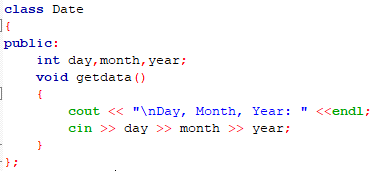 class Date
{
public:
    int day,month,year;
    void getdata()
    {
        cout << "\nDay, Month, Year: " <<endl;
        cin >> day >> month >> year;
    }
};